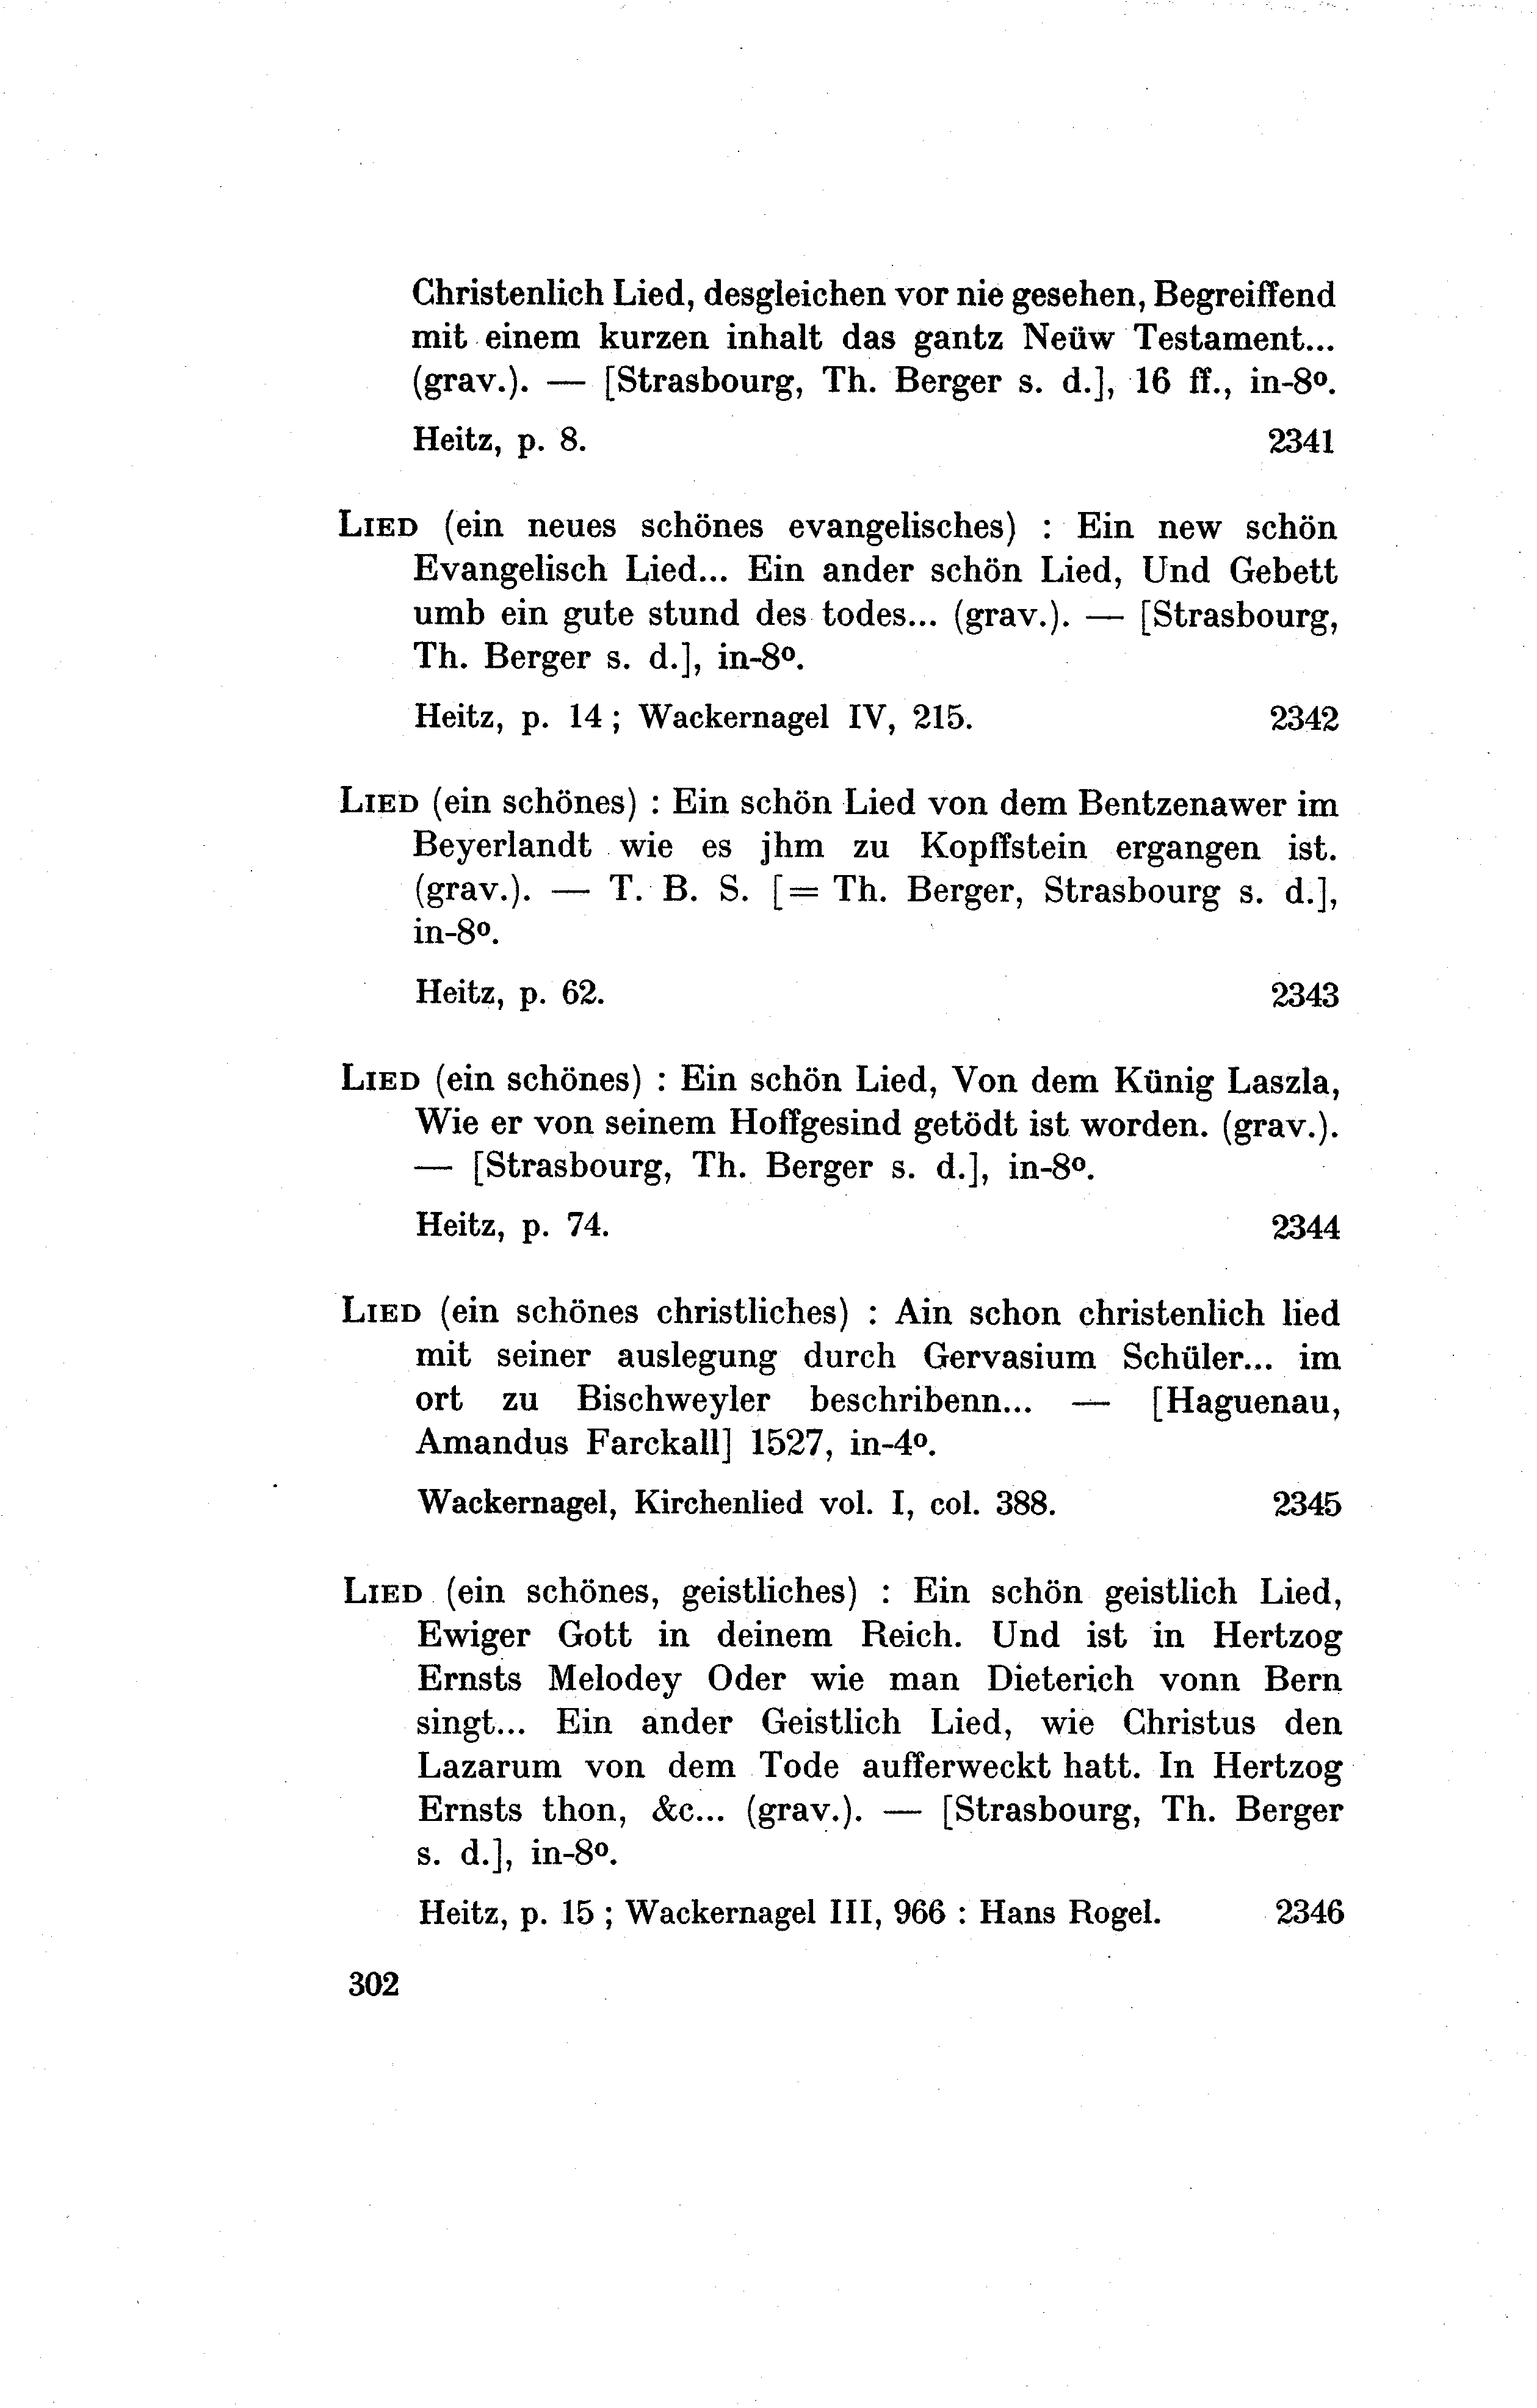 Christenlich Lied, desgleichen vor nie gesehen, Begreiffend
mit einem kurzen inhalt das gantz Neüw Testament...
(grav.). — [Strasbourg, Th. Berger s. d.], 16 ff., in-8º.
Heitz, p. 8. 2341
LIED (ein neues schönes evangelisches) : Ein new schön
Evangelisch Lied... Ein ander schön Lied, Und Gebett
umb ein gute stund des todes... (grav.). — [Strasbourg,
Th. Berger s. d.], in-8º.
Heitz, p. 14 ; Wackernagel IV, 215. 2342
LIED (ein schönes) : Ein schön Lied von dem Bentzenawer im
Beyerlandt wie es jhm zu Kopffstein ergangen ist.
(grav.). — T. B. S. [= Th. Berger, Strasbourg s. d.],
in-8º.
Heitz, p. 62. 2343
LIED (ein schönes) : Ein schön Lied, Von dem Künig Laszla,
Wie er von seinem Hoffgesind getödt ist worden. (grav.).
— [Strasbourg, Th. Berger s. d.], in-8º.
Heitz, p. 74. 2344
LIED (ein schönes christliches) : Ain schon christenlich lied
mit seiner auslegung durch Gervasium Schüler... im
ort zu Bischweyler beschribenn... — [Haguenau,
Amandus Farckall] 1527, in-4º.
Wackernagel, Kirchenlied vol. I, col. 388. 2345
LIED (ein schönes, geistliches) : Ein schön geistlich Lied,
Ewiger Gott in deinem Reich. Und ist in Hertzog
Ernsts Melodey Oder wie man Dieterich vonn Bern
singt... Ein ander Geistlich Lied, wie Christus den
Lazarum von dem Tode aufferweckt hatt. In Hertzog
Ernsts thon, &c... (grav.). — [Strasbourg, Th. Berger
s. d.], in-8º.
Heitz, p. 15 ; Wackernagel III, 966 : Hans Rogel. 2346
302